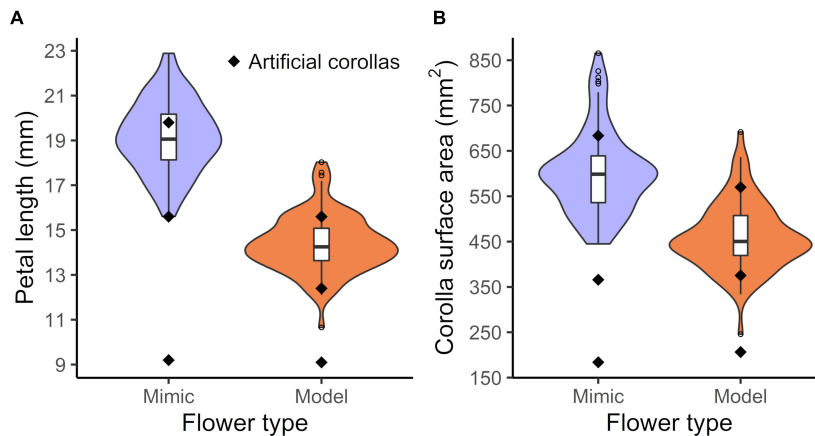 A
Petal length (mm)
23
21
19
17
15
13
11
9
Artificial corollas
Mimic Model
Flower type
B
Corolla surface area (mm²)
850
750
650
550
450
350
250
150
Mimic Model
Flower type